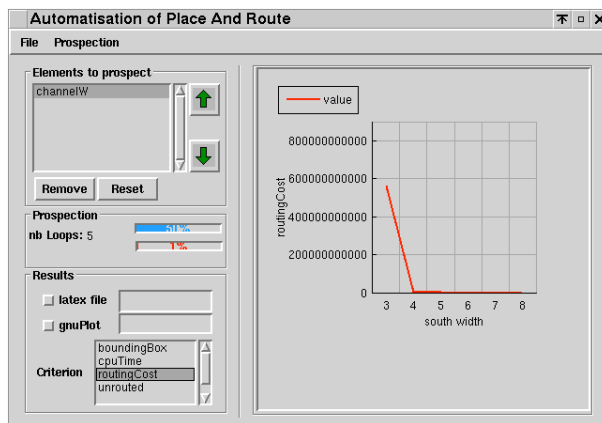 Automatisation of Place And Route
File Prospection
Elements to prospect
channelW
Remove Reset
Prospection
nb Loops: 5
50%
1%
Results
latex file
gnuPlot
Criterion
boundingBox
cpuTime
routingCost
unrouted
value
routingCost
800000000000
600000000000
400000000000
200000000000
0
3 4 5 6 7 8
south width